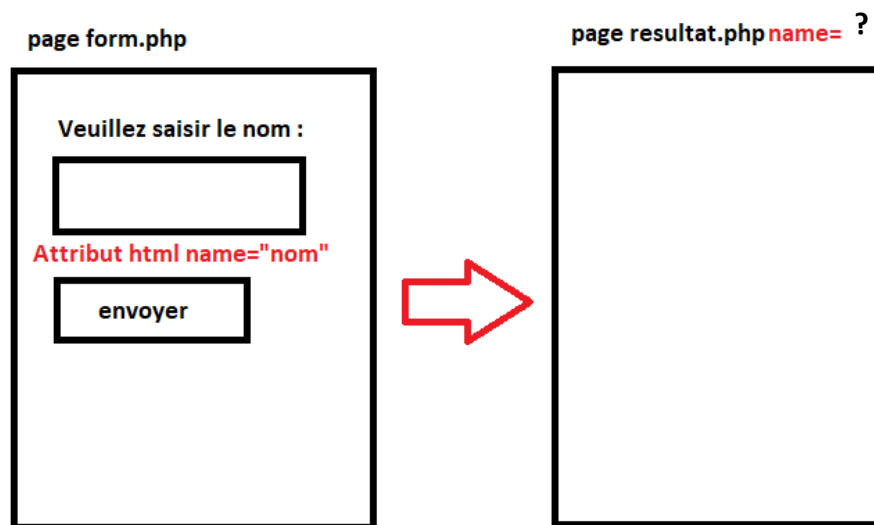 page form.php
Veuillez saisir le nom :
Attribut html name="nom"
envoyer
page resultat.php name= ?